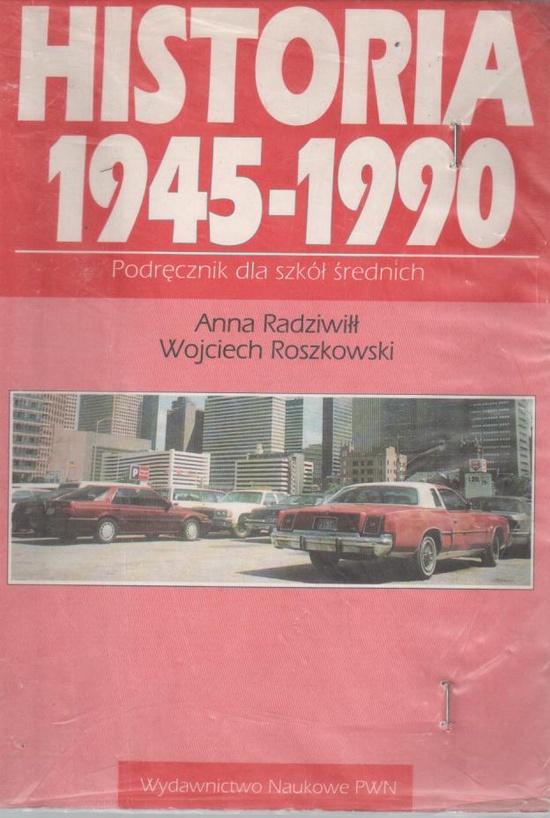 HISTORIA
1945-1990
Podręcznik dla szkół średnich
Anna Radziwiłł
Wojciech Roszkowski
P
Wydawnictwo Naukowe PWN